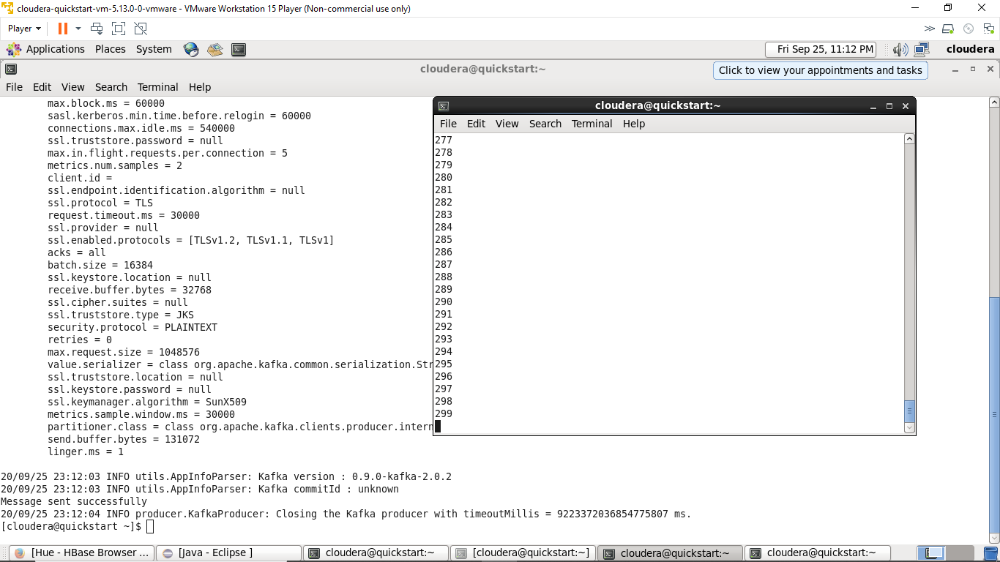 cloudera-quickstart-vm-5.13.0-0-vmware - VMware Workstation 15 Player (Non-commercial use only)
Player
Applications Places System Fri Sep 25, 11:12 PM cloudera
cloudera@quickstart:~
Click to view your appointments and tasks
File Edit View Search Terminal Help
max.block.ms = 60000
sasl.kerberos.min.time.before.relogin = 60000
connections.max.idle.ms = 540000
ssl.truststore.password = null
max.in.flight.requests.per.connection = 5
metrics.num.samples = 2
client.id =
ssl.endpoint.identification.algorithm = null
ssl.protocol = TLS
request.timeout.ms = 30000
ssl.provider = null
ssl.enabled.protocols = [TLSv1.2, TLSv1.1, TLSv1]
acks = all
batch.size = 16384
ssl.keystore.location = null
receive.buffer.bytes = 32768
ssl.cipher.suites = null
ssl.truststore.type = JKS
security.protocol = PLAINTEXT
retries = 0
max.request.size = 1048576
value.serializer = class org.apache.kafka.common.serialization.Str
ssl.truststore.location = null
ssl.keystore.password = null
ssl.keymanager.algorithm = SunX509
metrics.sample.window.ms = 30000
partitioner.class = class org.apache.kafka.clients.producer.intern
send.buffer.bytes = 131072
linger.ms = 1
20/09/25 23:12:03 INFO utils.AppInfoParser: Kafka version : 0.9.0-kafka-2.0.2
20/09/25 23:12:03 INFO utils.AppInfoParser: Kafka commitId : unknown
Message sent successfully
20/09/25 23:12:04 INFO producer.KafkaProducer: Closing the Kafka producer with timeoutMillis = 9223372036854775807 ms.
[cloudera@quickstart ~]$
cloudera@quickstart:~
File Edit View Search Terminal Help
277
278
279
280
281
282
283
284
285
286
287
288
289
290
291
292
293
294
295
296
297
298
299
[Hue - HBase Browser ... [Java - Eclipse ] cloudera@quickstart:~ [cloudera@quickstart:~] cloudera@quickstart:~ cloudera@quickstart:~